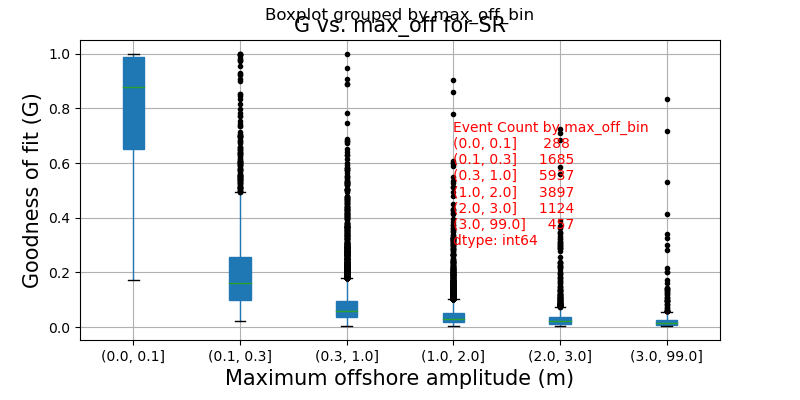 Boxplot grouped by max_off_bin
G vs. max_off for SR
Goodness of fit (G)
1.0
0.8
0.6
0.4
0.2
0.0
Event Count by max_off_bin
(0.0, 0.1] 288
(0.1, 0.3] 1685
(0.3, 1.0]
(1.0, 2.0] 3897
(2.0, 3.0] 1124
(3.0, 99.0]
dtype: int64
(0.0, 0.1]
(0.1, 0.3]
(0.3, 1.0]
(1.0, 2.0]
(2.0, 3.0]
(3.0, 99.0]
Maximum offshore amplitude (m)